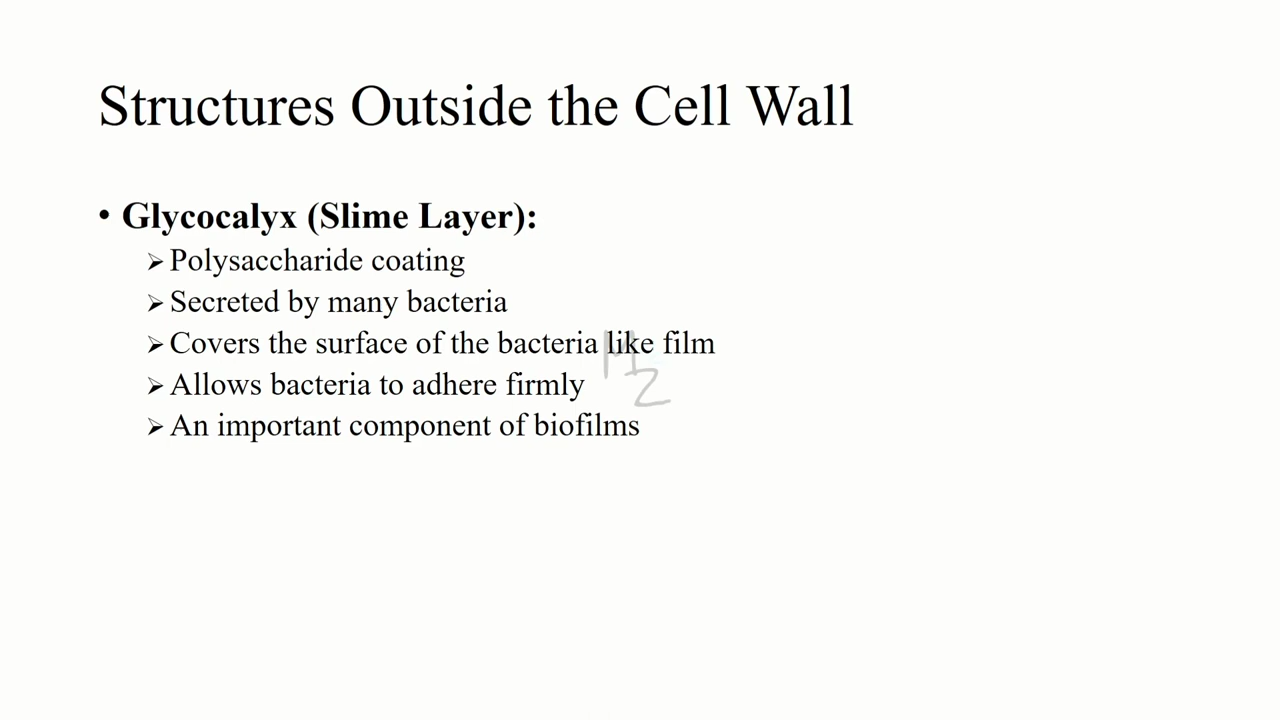 Structures Outside the Cell Wall
• Glycocalyx (Slime Layer):
➢ Polysaccharide coating
➢ Secreted by many bacteria
➢ Covers the surface of the bacteria like film
➢ Allows bacteria to adhere firmly
➢ An important component of biofilms